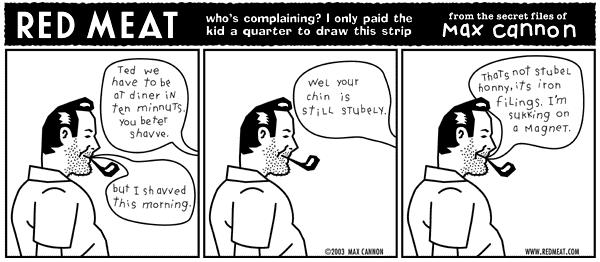 RED MEAT
who's complaining? I only paid the
kid a quarter to draw this strip
from the secret files of
Max Cannon
Ted we
have to be
at diner in
ten minnuts.
you beter
shavve.
but I shavved
this morning.
wel your
chin is
still stubely.
©2003 MAX CANNON
Thats not stubel
honny, its iron
filings. I'm
sukking on
a magnet.
WWW.REDMEAT.COM